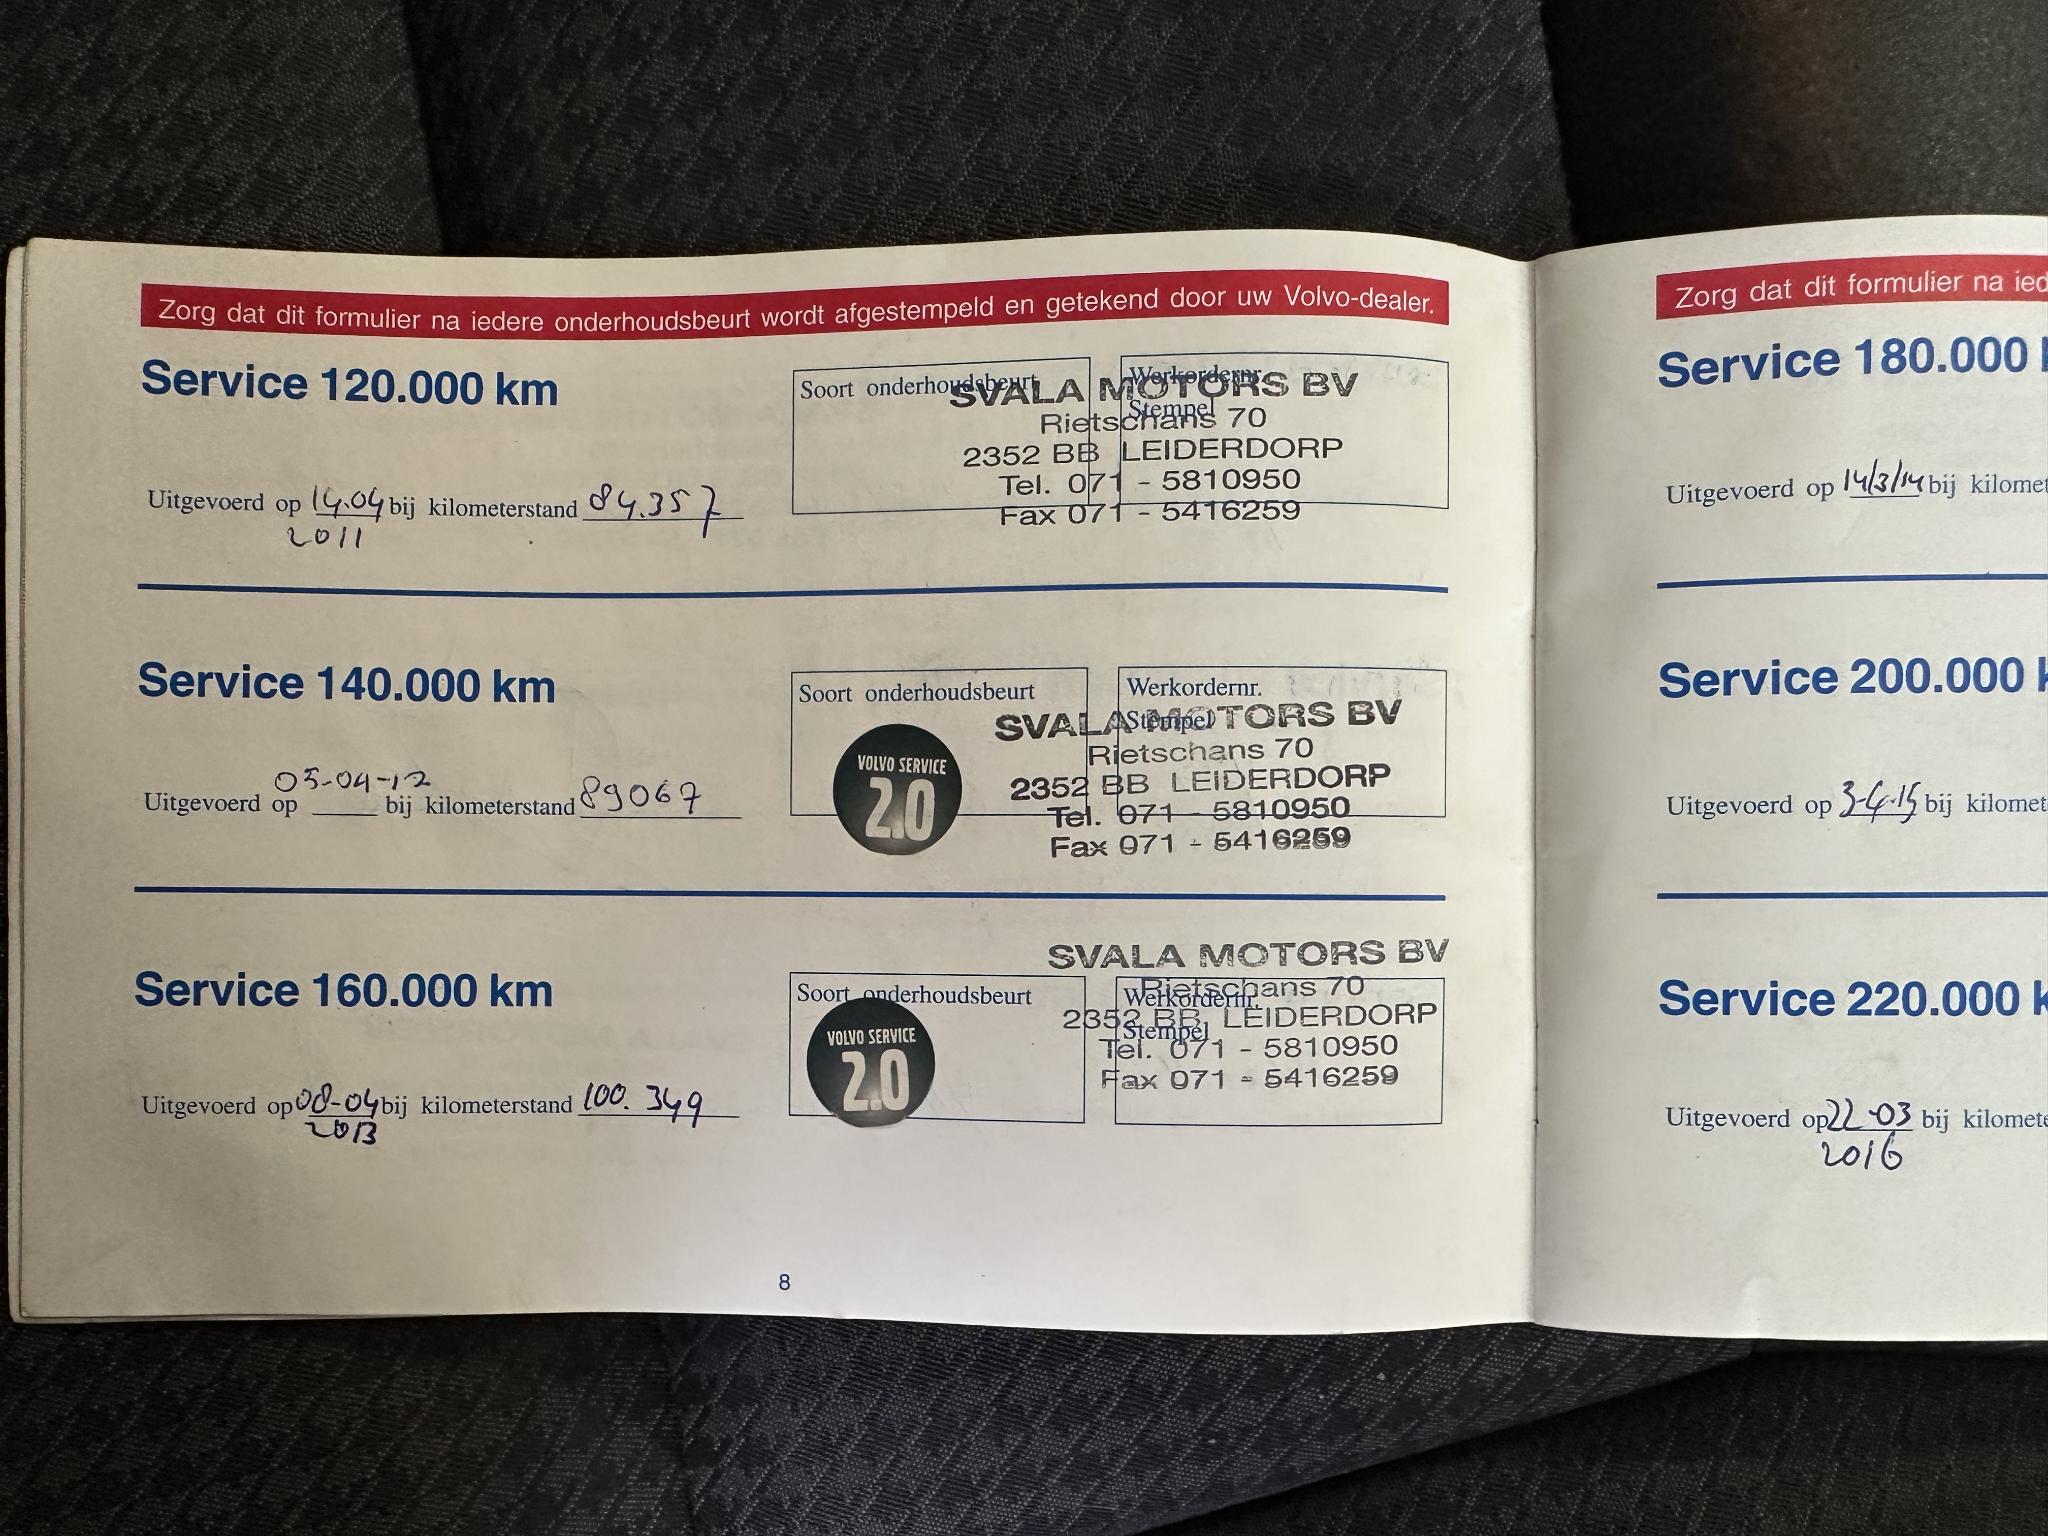 Zorg dat dit formulier na iedere onderhoudsbeurt wordt afgestempeld en getekend door uw Volvo-dealer.
Service 120.000 km
Soort onderhoudsbeurt
Werkordernr.
Stempel
SVALA MOTORS BV
Rietschans 70
2352 BB LEIDERDORP
Tel. 071 - 5810950
Fax 071 - 5416259
Uitgevoerd op 14.04 bij kilometerstand 84.357
2011
Service 140.000 km
Soort onderhoudsbeurt
Werkordernr.
Stempel
VOLVO SERVICE
2.0
SVALA MOTORS BV
Rietschans 70
2352 BB LEIDERDORP
Tel. 071 - 5810950
Fax 071 - 5416259
05-04-12
Uitgevoerd op bij kilometerstand 89067
Service 160.000 km
Soort onderhoudsbeurt
Werkordernr.
Stempel
VOLVO SERVICE
2.0
SVALA MOTORS BV
Rietschans 70
2352 BB LEIDERDORP
Tel. 071 - 5810950
Fax 071 - 5416259
Uitgevoerd op 08-04 bij kilometerstand 100.349
2013
8
Zorg dat dit formulier na ied
Service 180.000 k
Uitgevoerd op 14/3/14 bij kilomet
Service 200.000 k
Uitgevoerd op 3-4-15 bij kilomet
Service 220.000 k
Uitgevoerd op 22-03 bij kilomete
2016